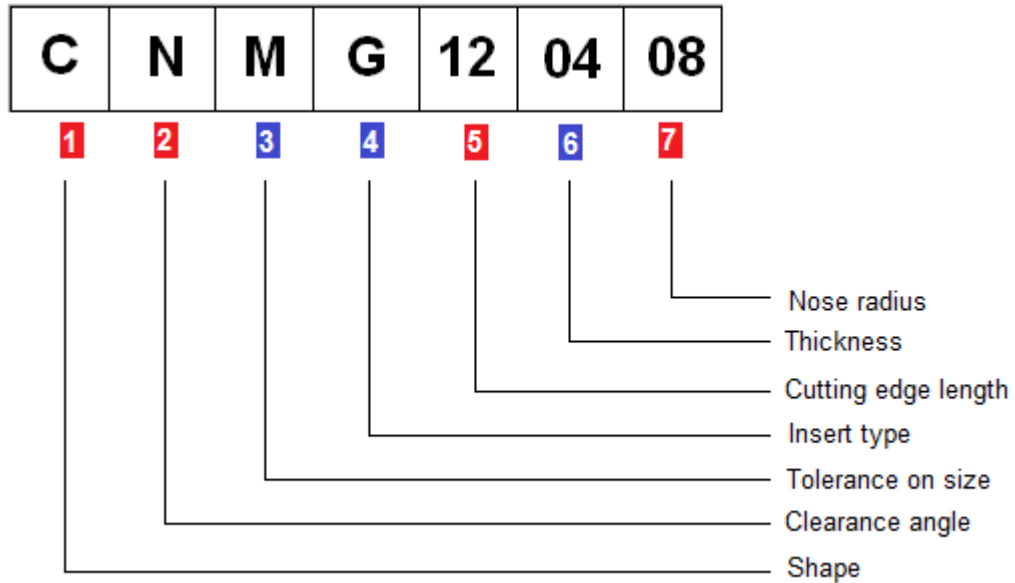 C N M G 12 04 08
1 2 3 4 5 6 7
Nose radius
Thickness
Cutting edge length
Insert type
Tolerance on size
Clearance angle
Shape